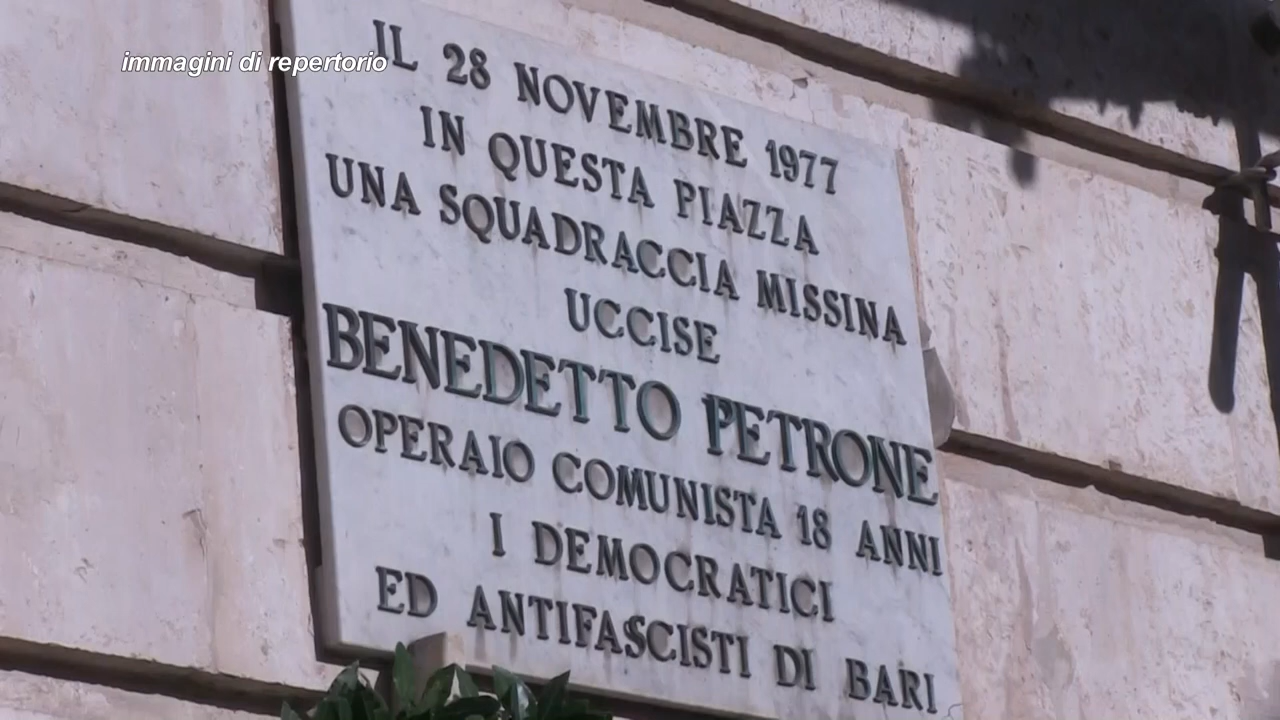 immagini di repertorio
IL 28 NOVEMBRE 1977
IN QUESTA PIAZZA
UNA SQUADRACCIA MISSINA
UCCISE
BENEDETTO PETRONE
OPERAIO COMUNISTA 18 ANNI
I DEMOCRATICI
ED ANTIFASCISTI DI BARI